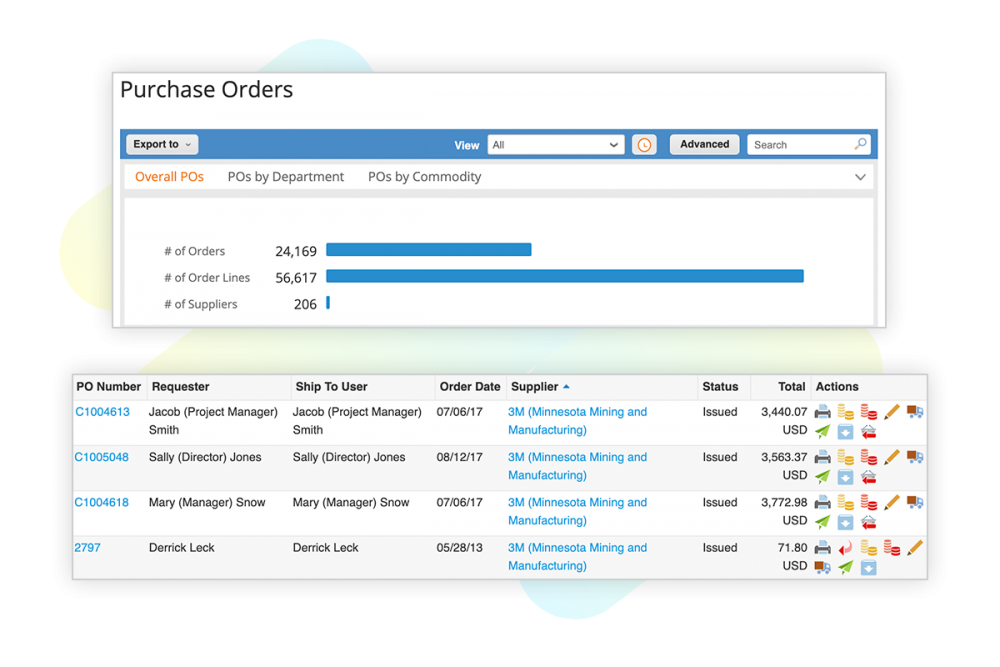 Purchase Orders
Export to View All Advanced Search
Overall POs POs by Department POs by Commodity
# of Orders 24,169
# of Order Lines 56,617
# of Suppliers 206
PO Number Requester Ship To User Order Date Supplier Status Total Actions
C1004613 Jacob (Project Manager) Jacob (Project Manager) 07/06/17 3M (Minnesota Mining and Issued 3,440.07
Smith Smith Manufacturing) USD
C1005048 Sally (Director) Jones Sally (Director) Jones 08/12/17 3M (Minnesota Mining and Issued 3,563.37
Manufacturing) USD
C1004618 Mary (Manager) Snow Mary (Manager) Snow 07/06/17 3M (Minnesota Mining and Issued 3,772.98
Manufacturing) USD
2797 Derrick Leck Derrick Leck 05/28/13 3M (Minnesota Mining and Issued 71.80
Manufacturing) USD